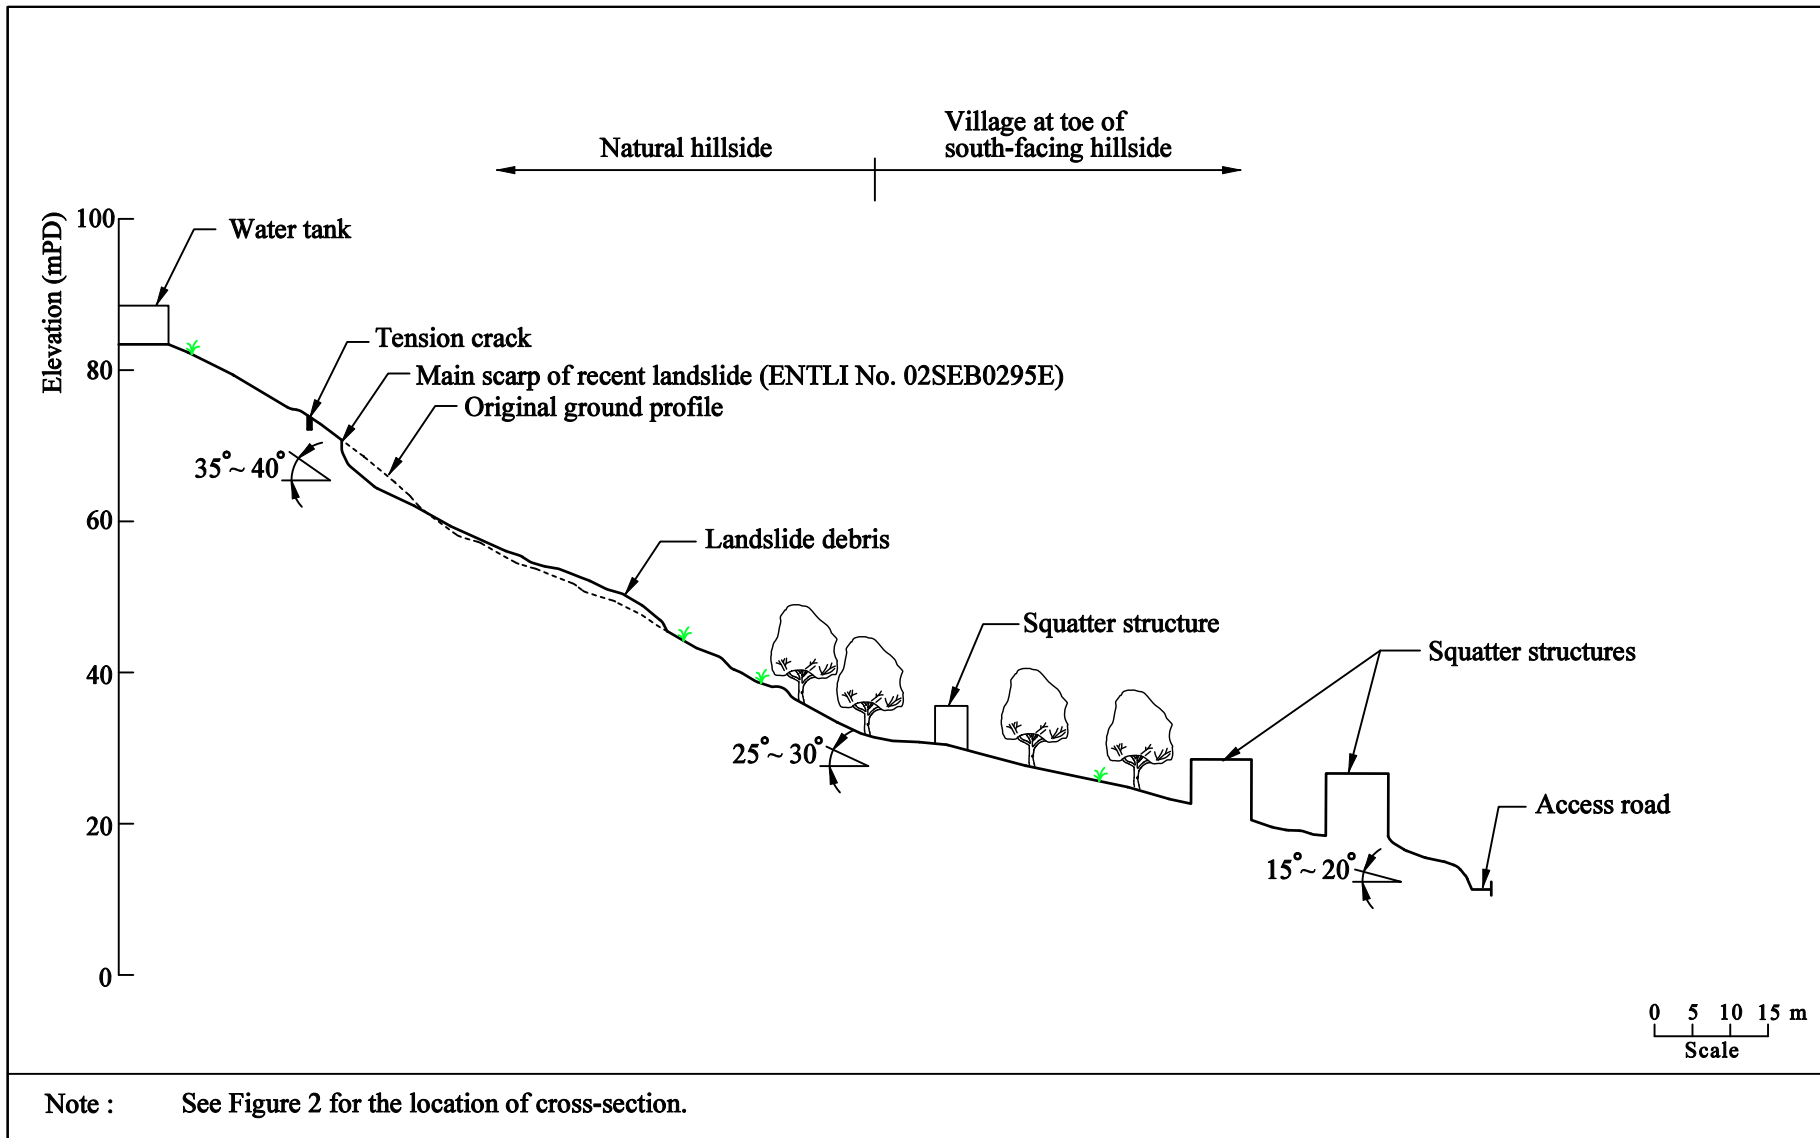 Village at toe of
Natural hillside
south-facing hillside
Elevation (mPD)
100
Water tank
Tension crack
80
Main scarp of recent landslide (ENTLI No. 02SEB0295E)
Original ground profile
35°~ 40°
60
Landslide debris
Squatter structure
Squatter structures
40
25°~ 30°
Access road
20
15°~ 20°
0
0 5 10 15 m
Scale
Note : See Figure 2 for the location of cross-section.